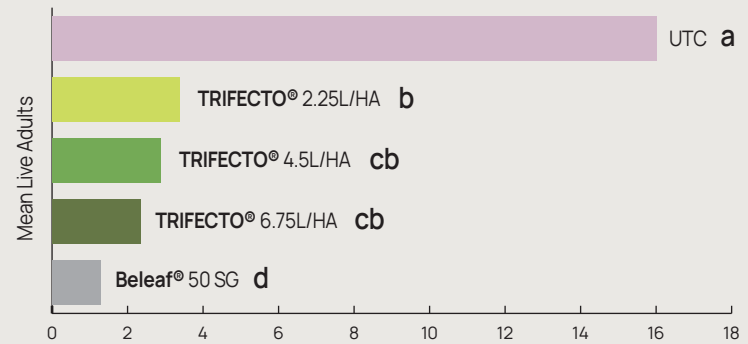 UTC a
TRIFECTO® 2.25L/HA b
TRIFECTO® 4.5L/HA cb
TRIFECTO® 6.75L/HA cb
Beleaf® 50 SG d
Mean Live Adults
0 2 4 6 8 10 12 14 16 18